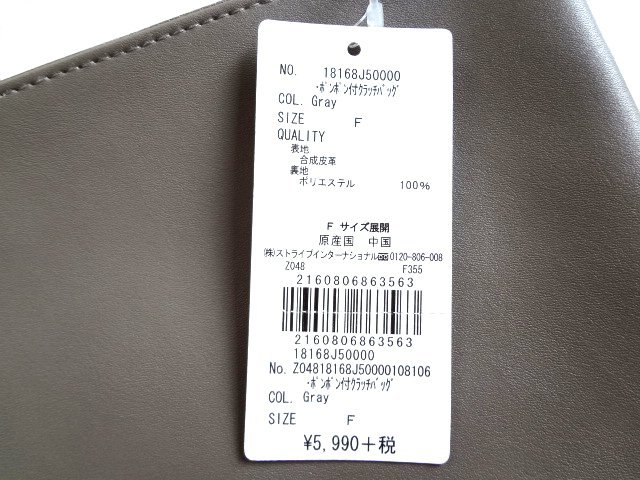 NO. 18168J50000
・ﾎﾞﾝﾎﾞﾝ付ｸﾗｯﾁﾊﾞｯｸﾞ
COL. Gray
SIZE F
QUALITY
表地
合成皮革
裏地
ポリエステル 100%
F サイズ展開
原産国 中国
㈱ストライプインターナショナル 0120-806-008
Z048 F355
2160806863563
2160806863563
18168J50000
No. Z04818168J50000108106
・ﾎﾞﾝﾎﾞﾝ付ｸﾗｯﾁﾊﾞｯｸﾞ
COL. Gray
SIZE F
¥5,990+税